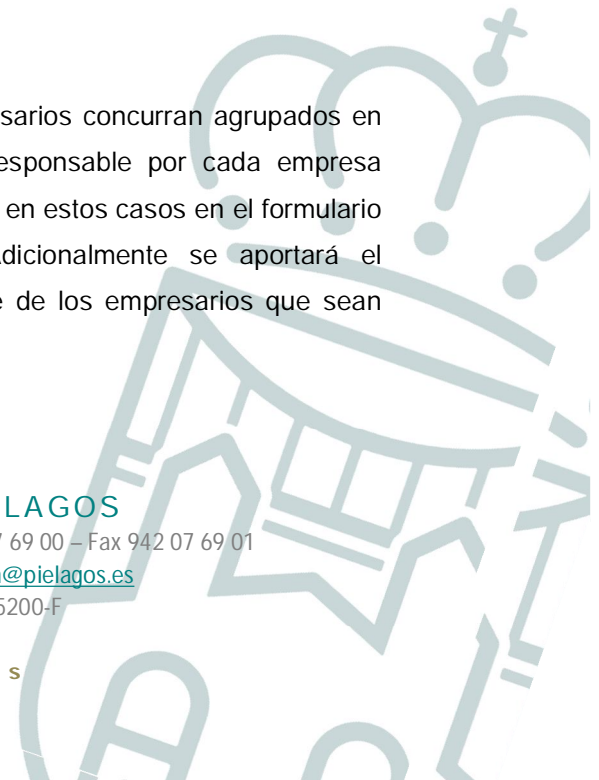 sarios concurran agrupados en
esponsable por cada empresa
en estos casos en el formulario
dicionalmente se aportará el
de los empresarios que sean
LAGOS
69 00 – Fax 942 07 69 01
@pielagos.es
5200-F
s